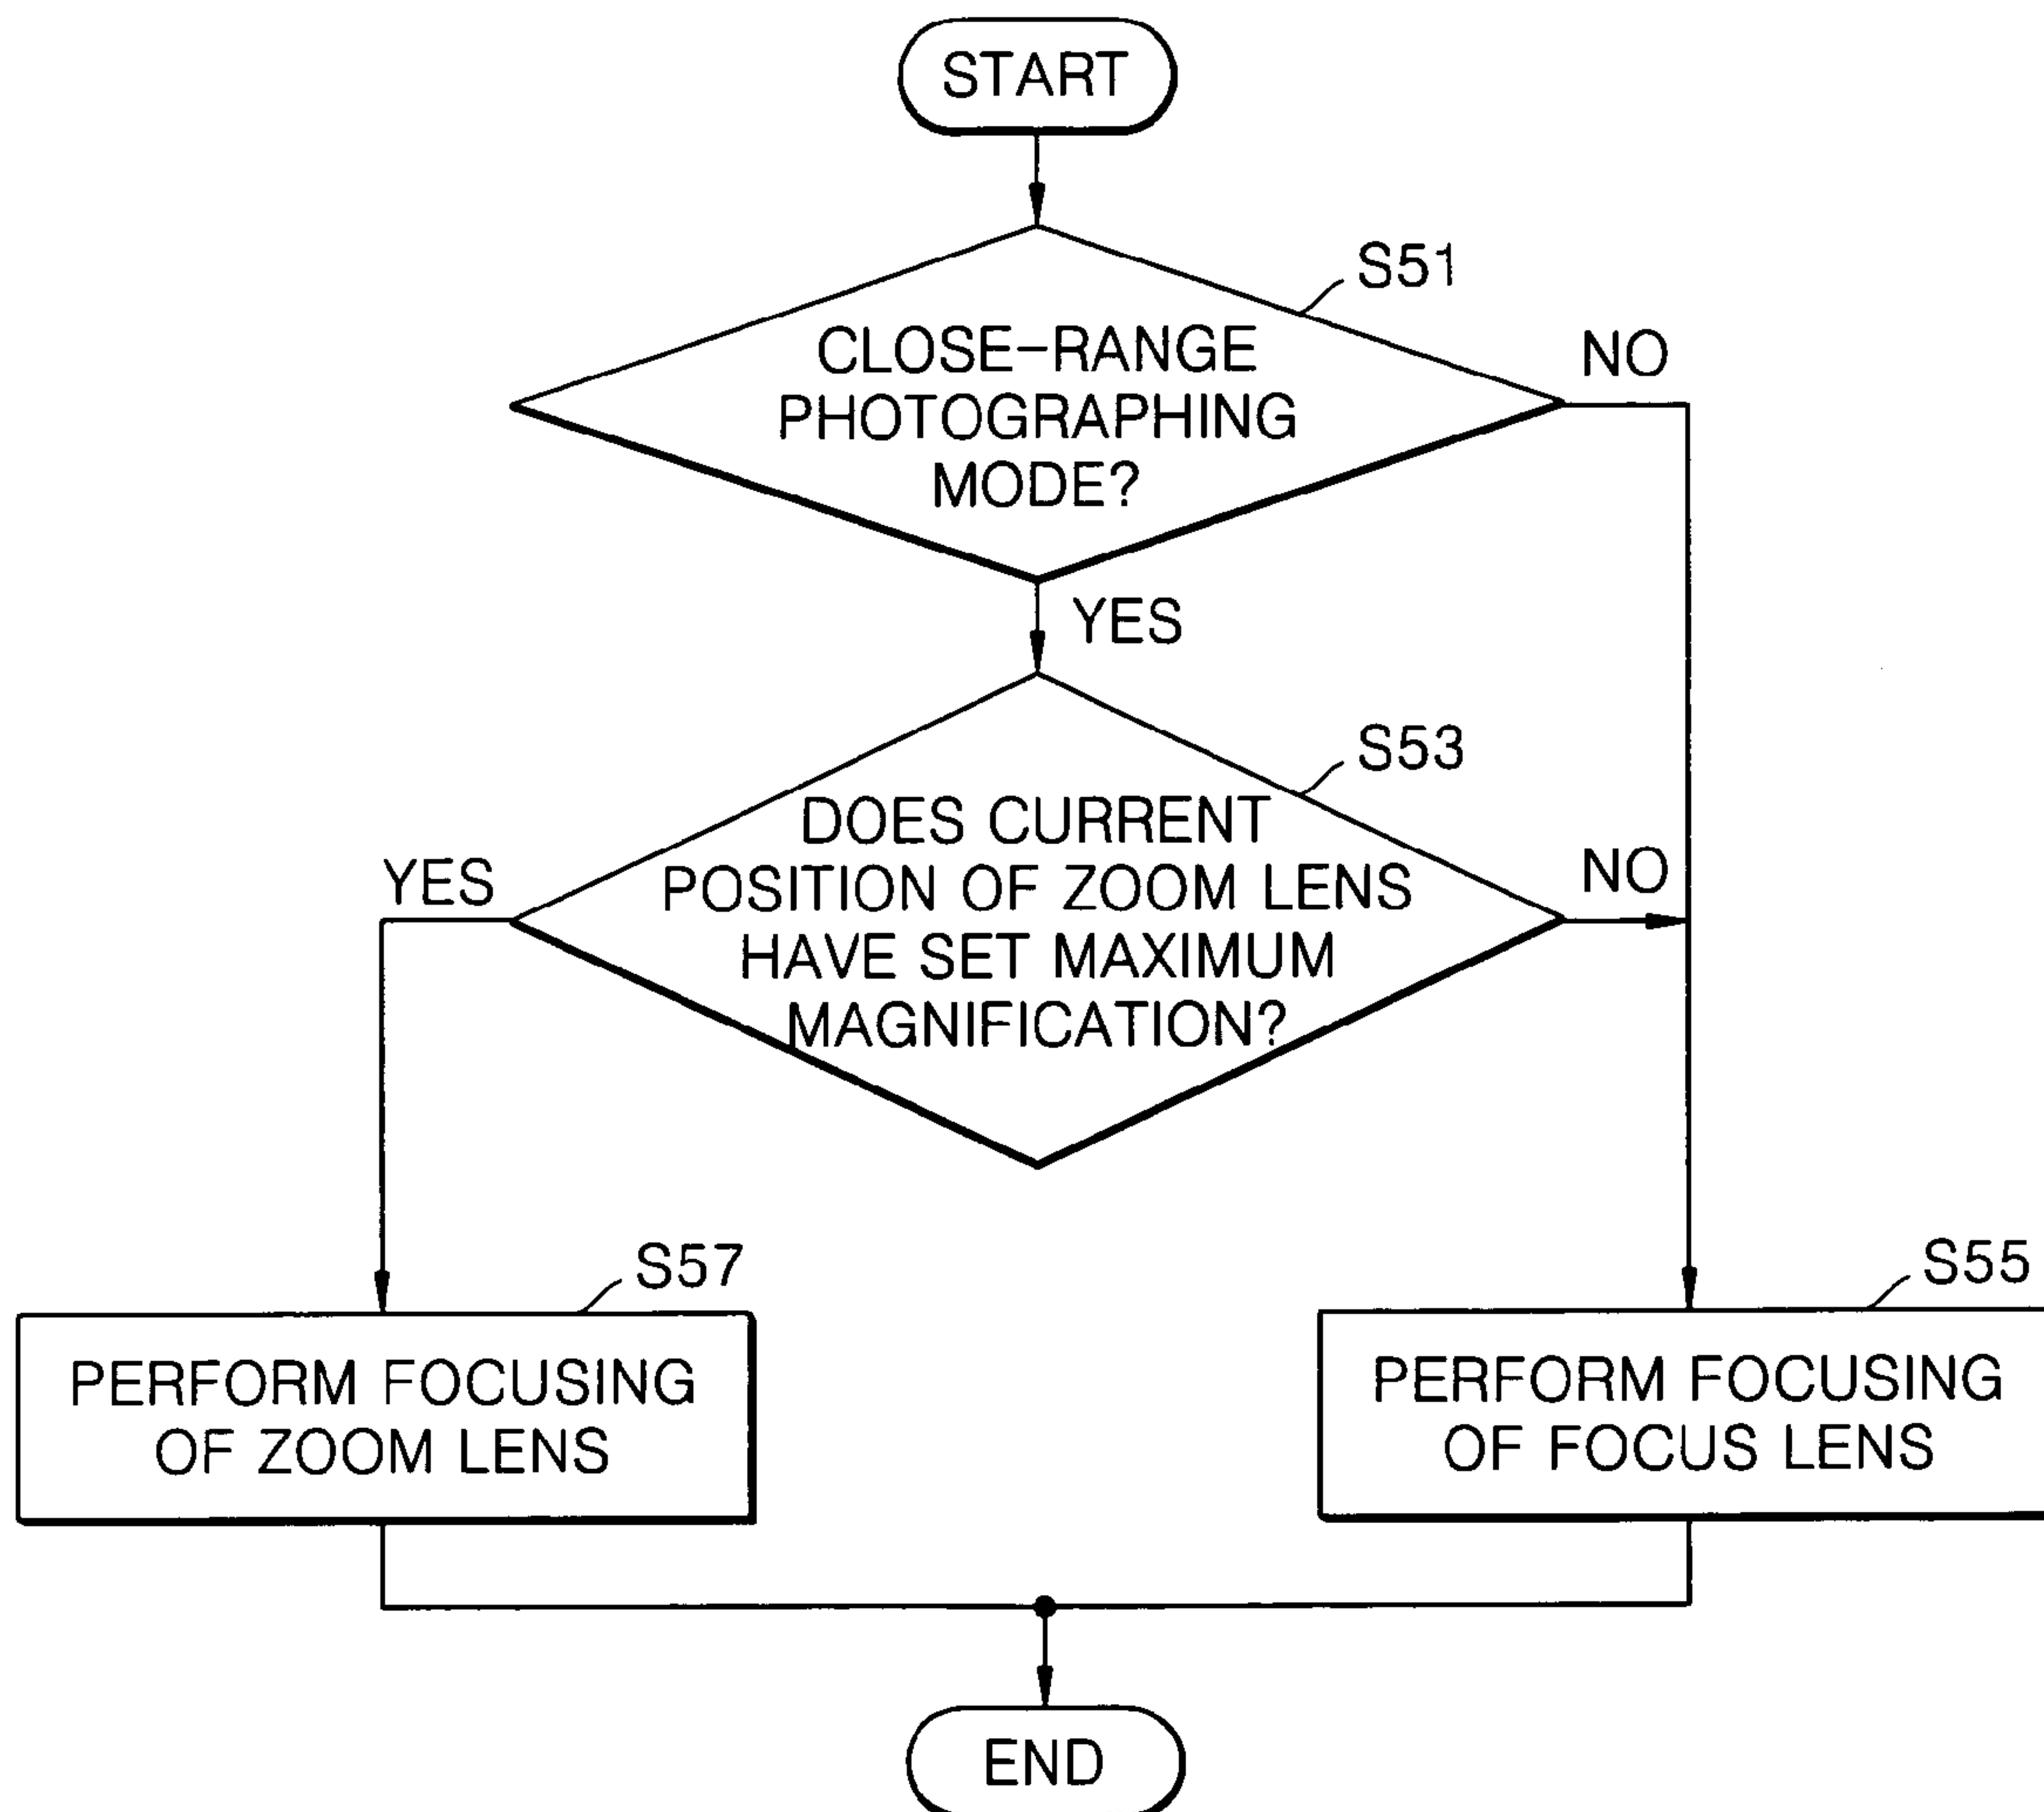 START
S51
CLOSE-RANGE
PHOTOGRAPHING
MODE?
NO
YES
S53
DOES CURRENT
POSITION OF ZOOM LENS
HAVE SET MAXIMUM
MAGNIFICATION?
YES
NO
S57
PERFORM FOCUSING
OF ZOOM LENS
S55
PERFORM FOCUSING
OF FOCUS LENS
END